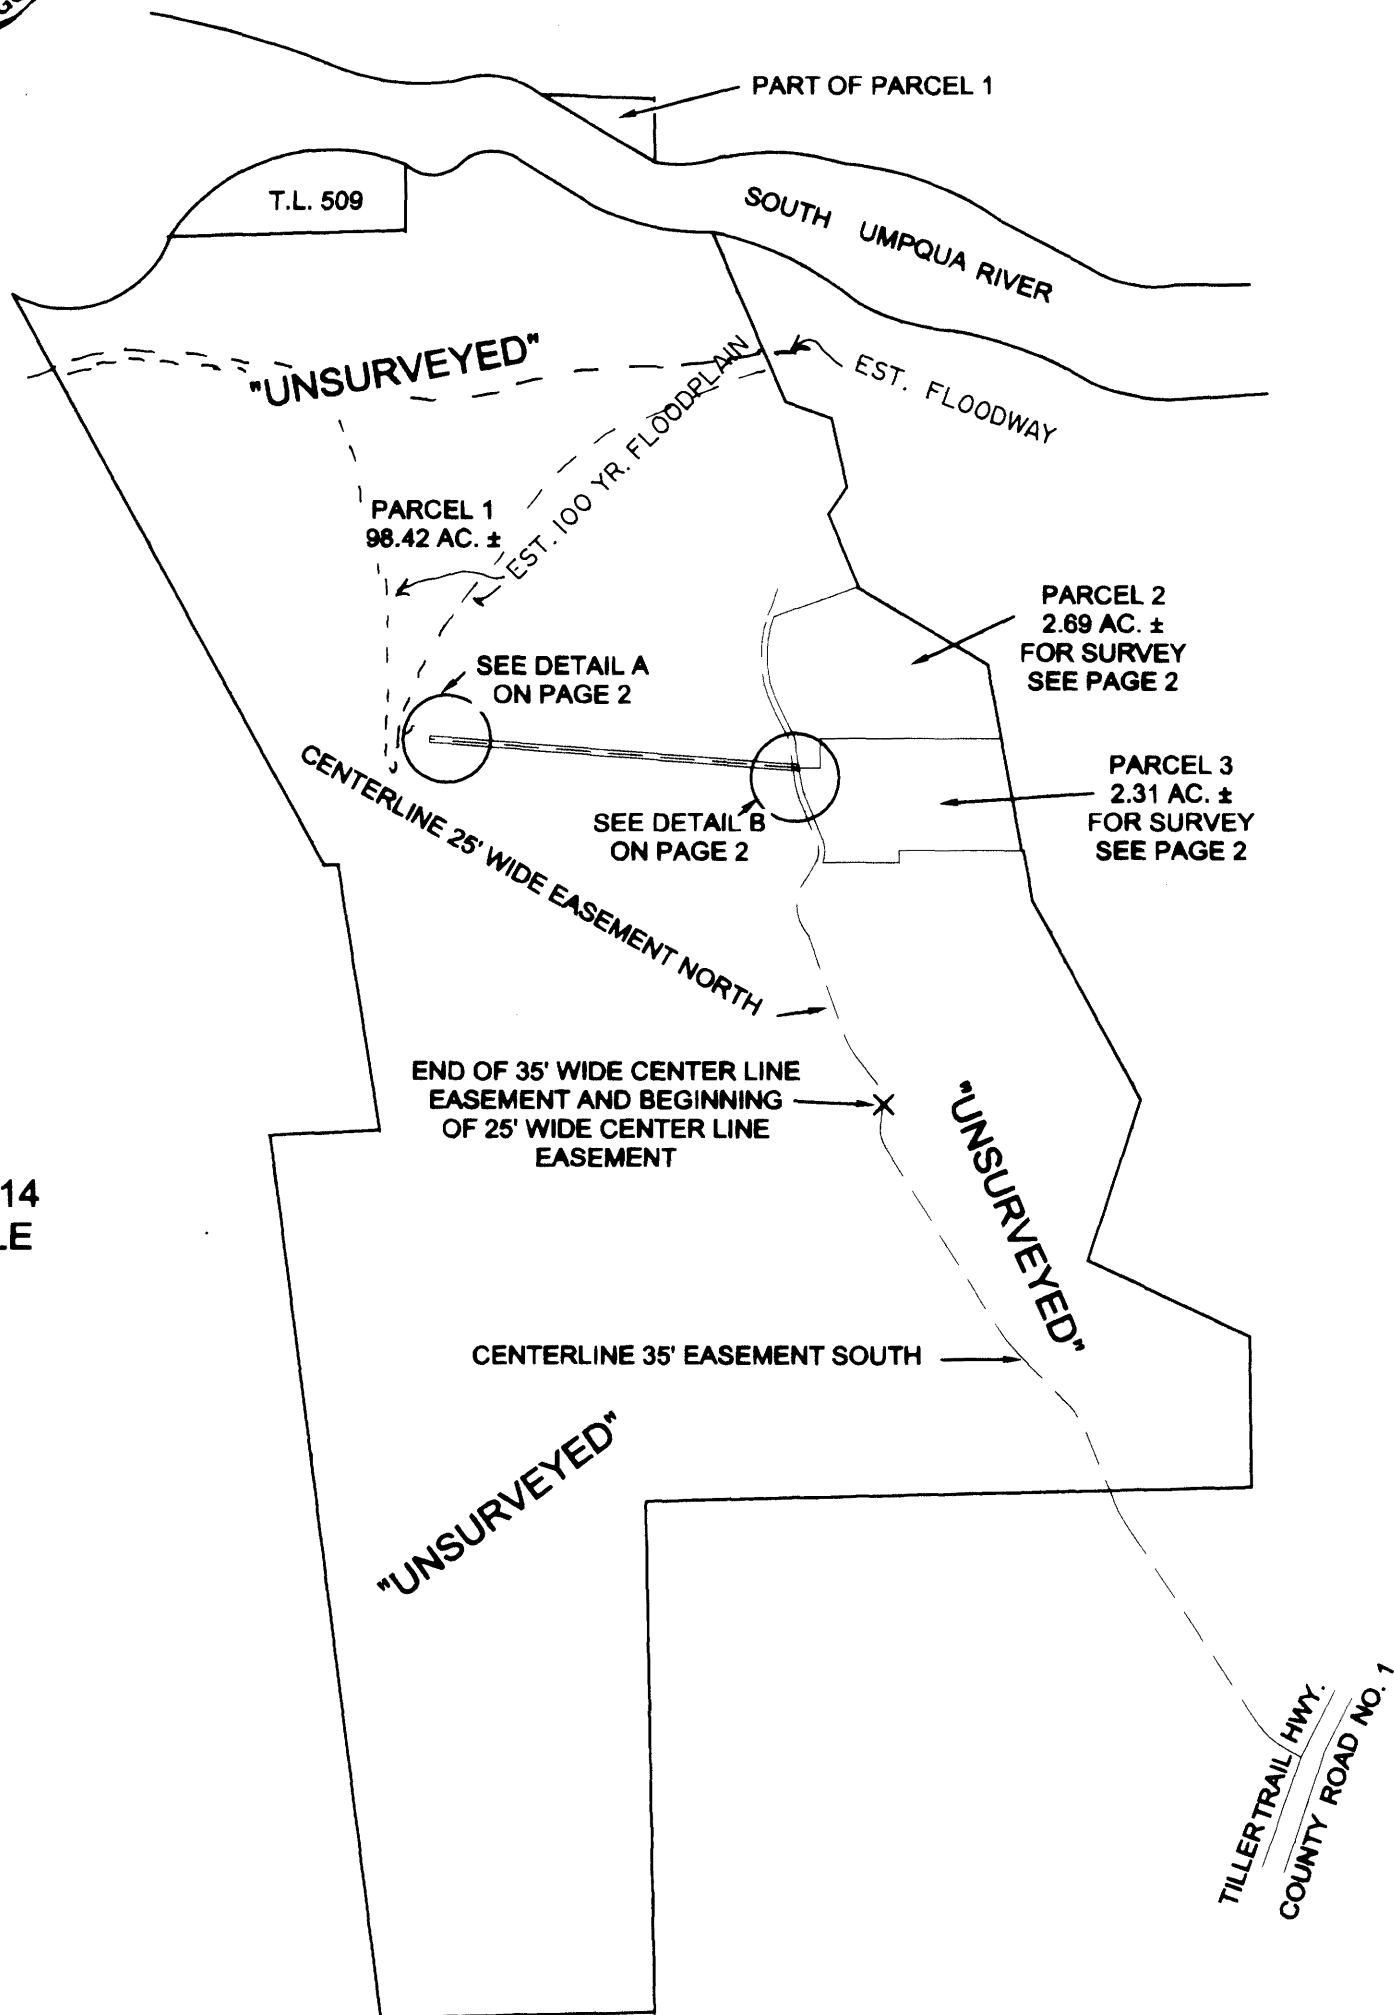 PART OF PARCEL 1
T.L. 509
SOUTH UMPQUA RIVER
"UNSURVEYED"
EST. FLOODWAY
EST. 100 YR. FLOODPLAIN
PARCEL 1
98.42 AC. ±
PARCEL 2
2.69 AC. ±
FOR SURVEY
SEE PAGE 2
SEE DETAIL A
ON PAGE 2
CENTERLINE 25' WIDE EASEMENT NORTH
SEE DETAIL B
ON PAGE 2
PARCEL 3
2.31 AC. ±
FOR SURVEY
SEE PAGE 2
END OF 35' WIDE CENTER LINE
EASEMENT AND BEGINNING
OF 25' WIDE CENTER LINE
EASEMENT
"UNSURVEYED"
14
LE
CENTERLINE 35' EASEMENT SOUTH
"UNSURVEYED"
TILLER TRAIL HWY.
COUNTY ROAD NO. 1